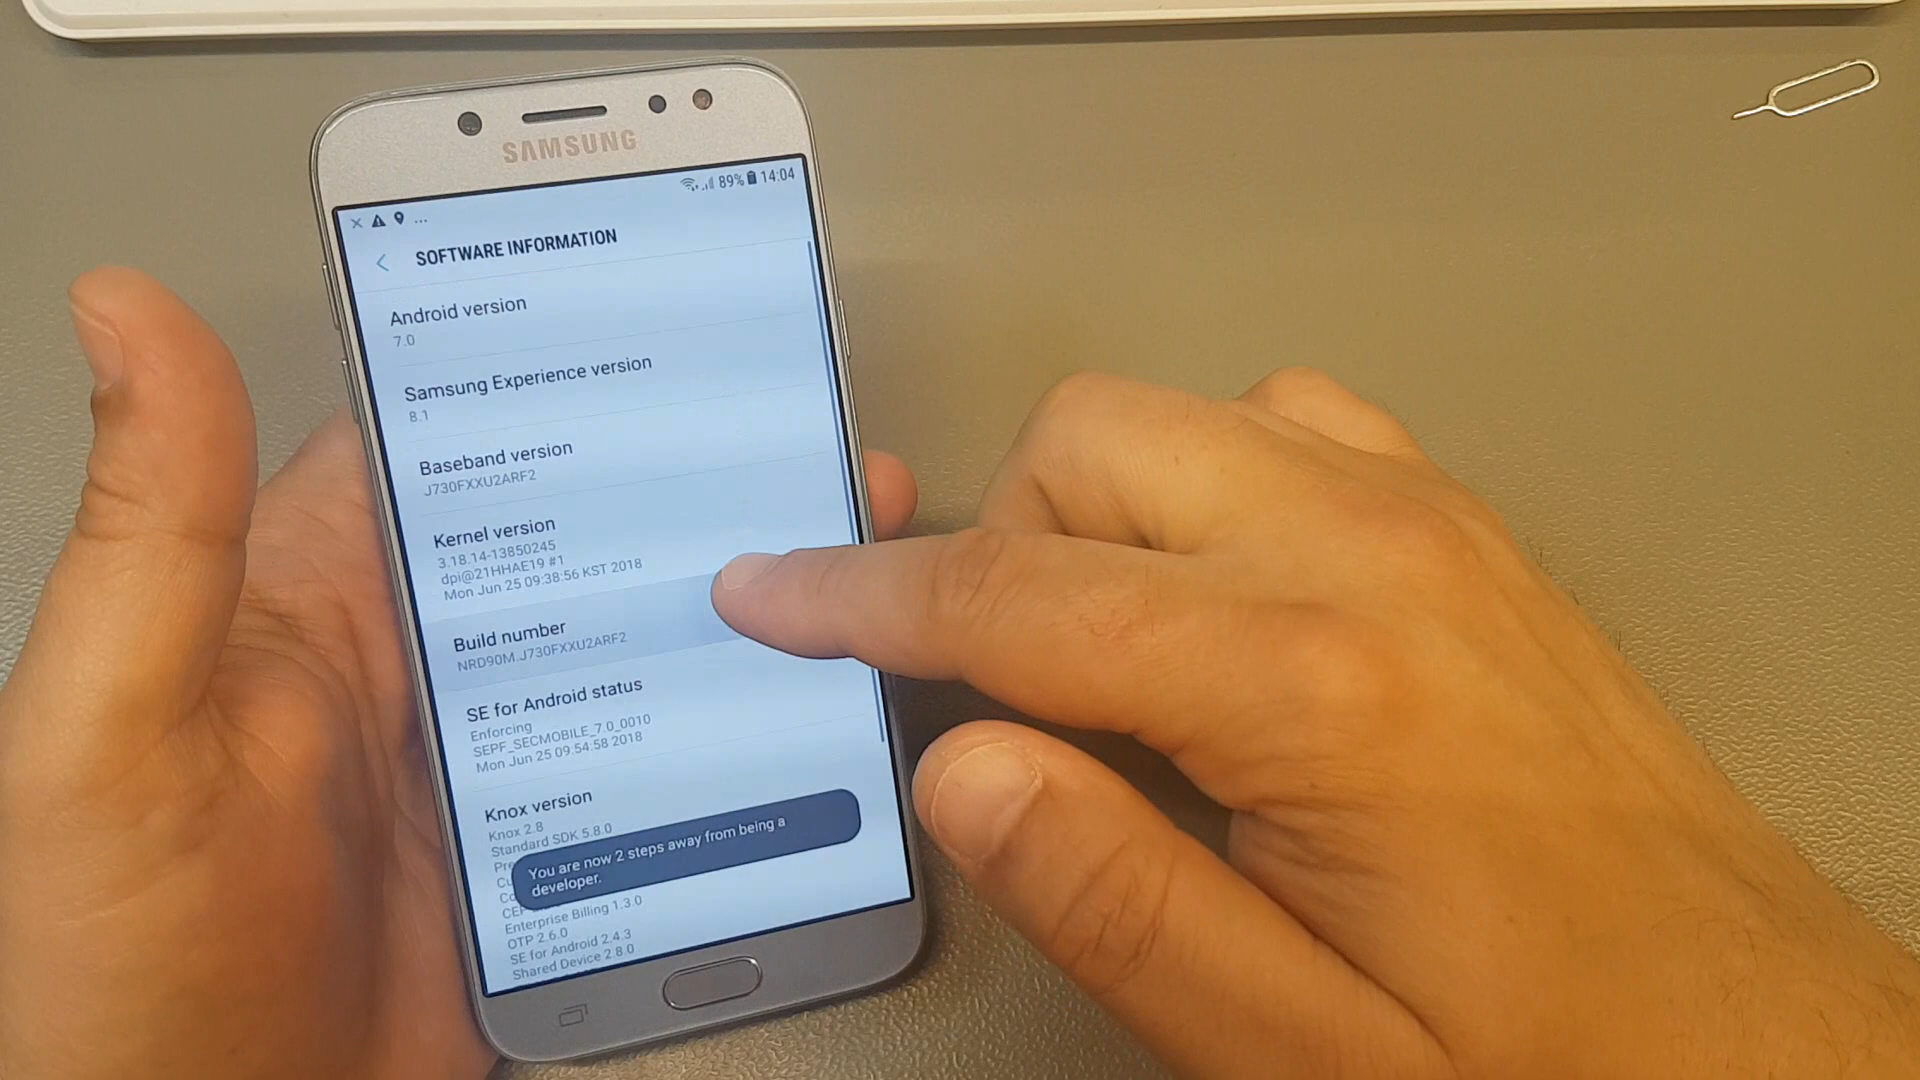 SAMSUNG
89% 14:04
SOFTWARE INFORMATION
Android version
7.0
Samsung Experience version
8.1
Baseband version
J730FXXU2ARF2
Kernel version
3.18.14-13850245
dpi@21HHAE19 #1
Mon Jun 25 09:38:56 KST 2018
Build number
NRD90M.J730FXXU2ARF2
SE for Android status
Enforcing
SEPF_SECMOBILE_7.0_0010
Mon Jun 25 09:54:58 2018
Knox version
Knox 2.8
Standard SDK 5.8.0
You are now 2 steps away from being a
developer.
Enterprise Billing 1.3.0
OTP 2.6.0
SE for Android 2.4.3
Shared Device 2.8.0